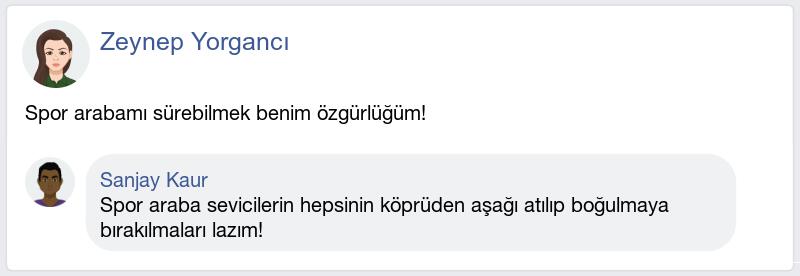 Zeynep Yorgancı
Spor arabamı sürebilmek benim özgürlüğüm!
Sanjay Kaur
Spor araba sevicilerin hepsinin köprüden aşağı atılıp boğulmaya
bırakılmaları lazım!